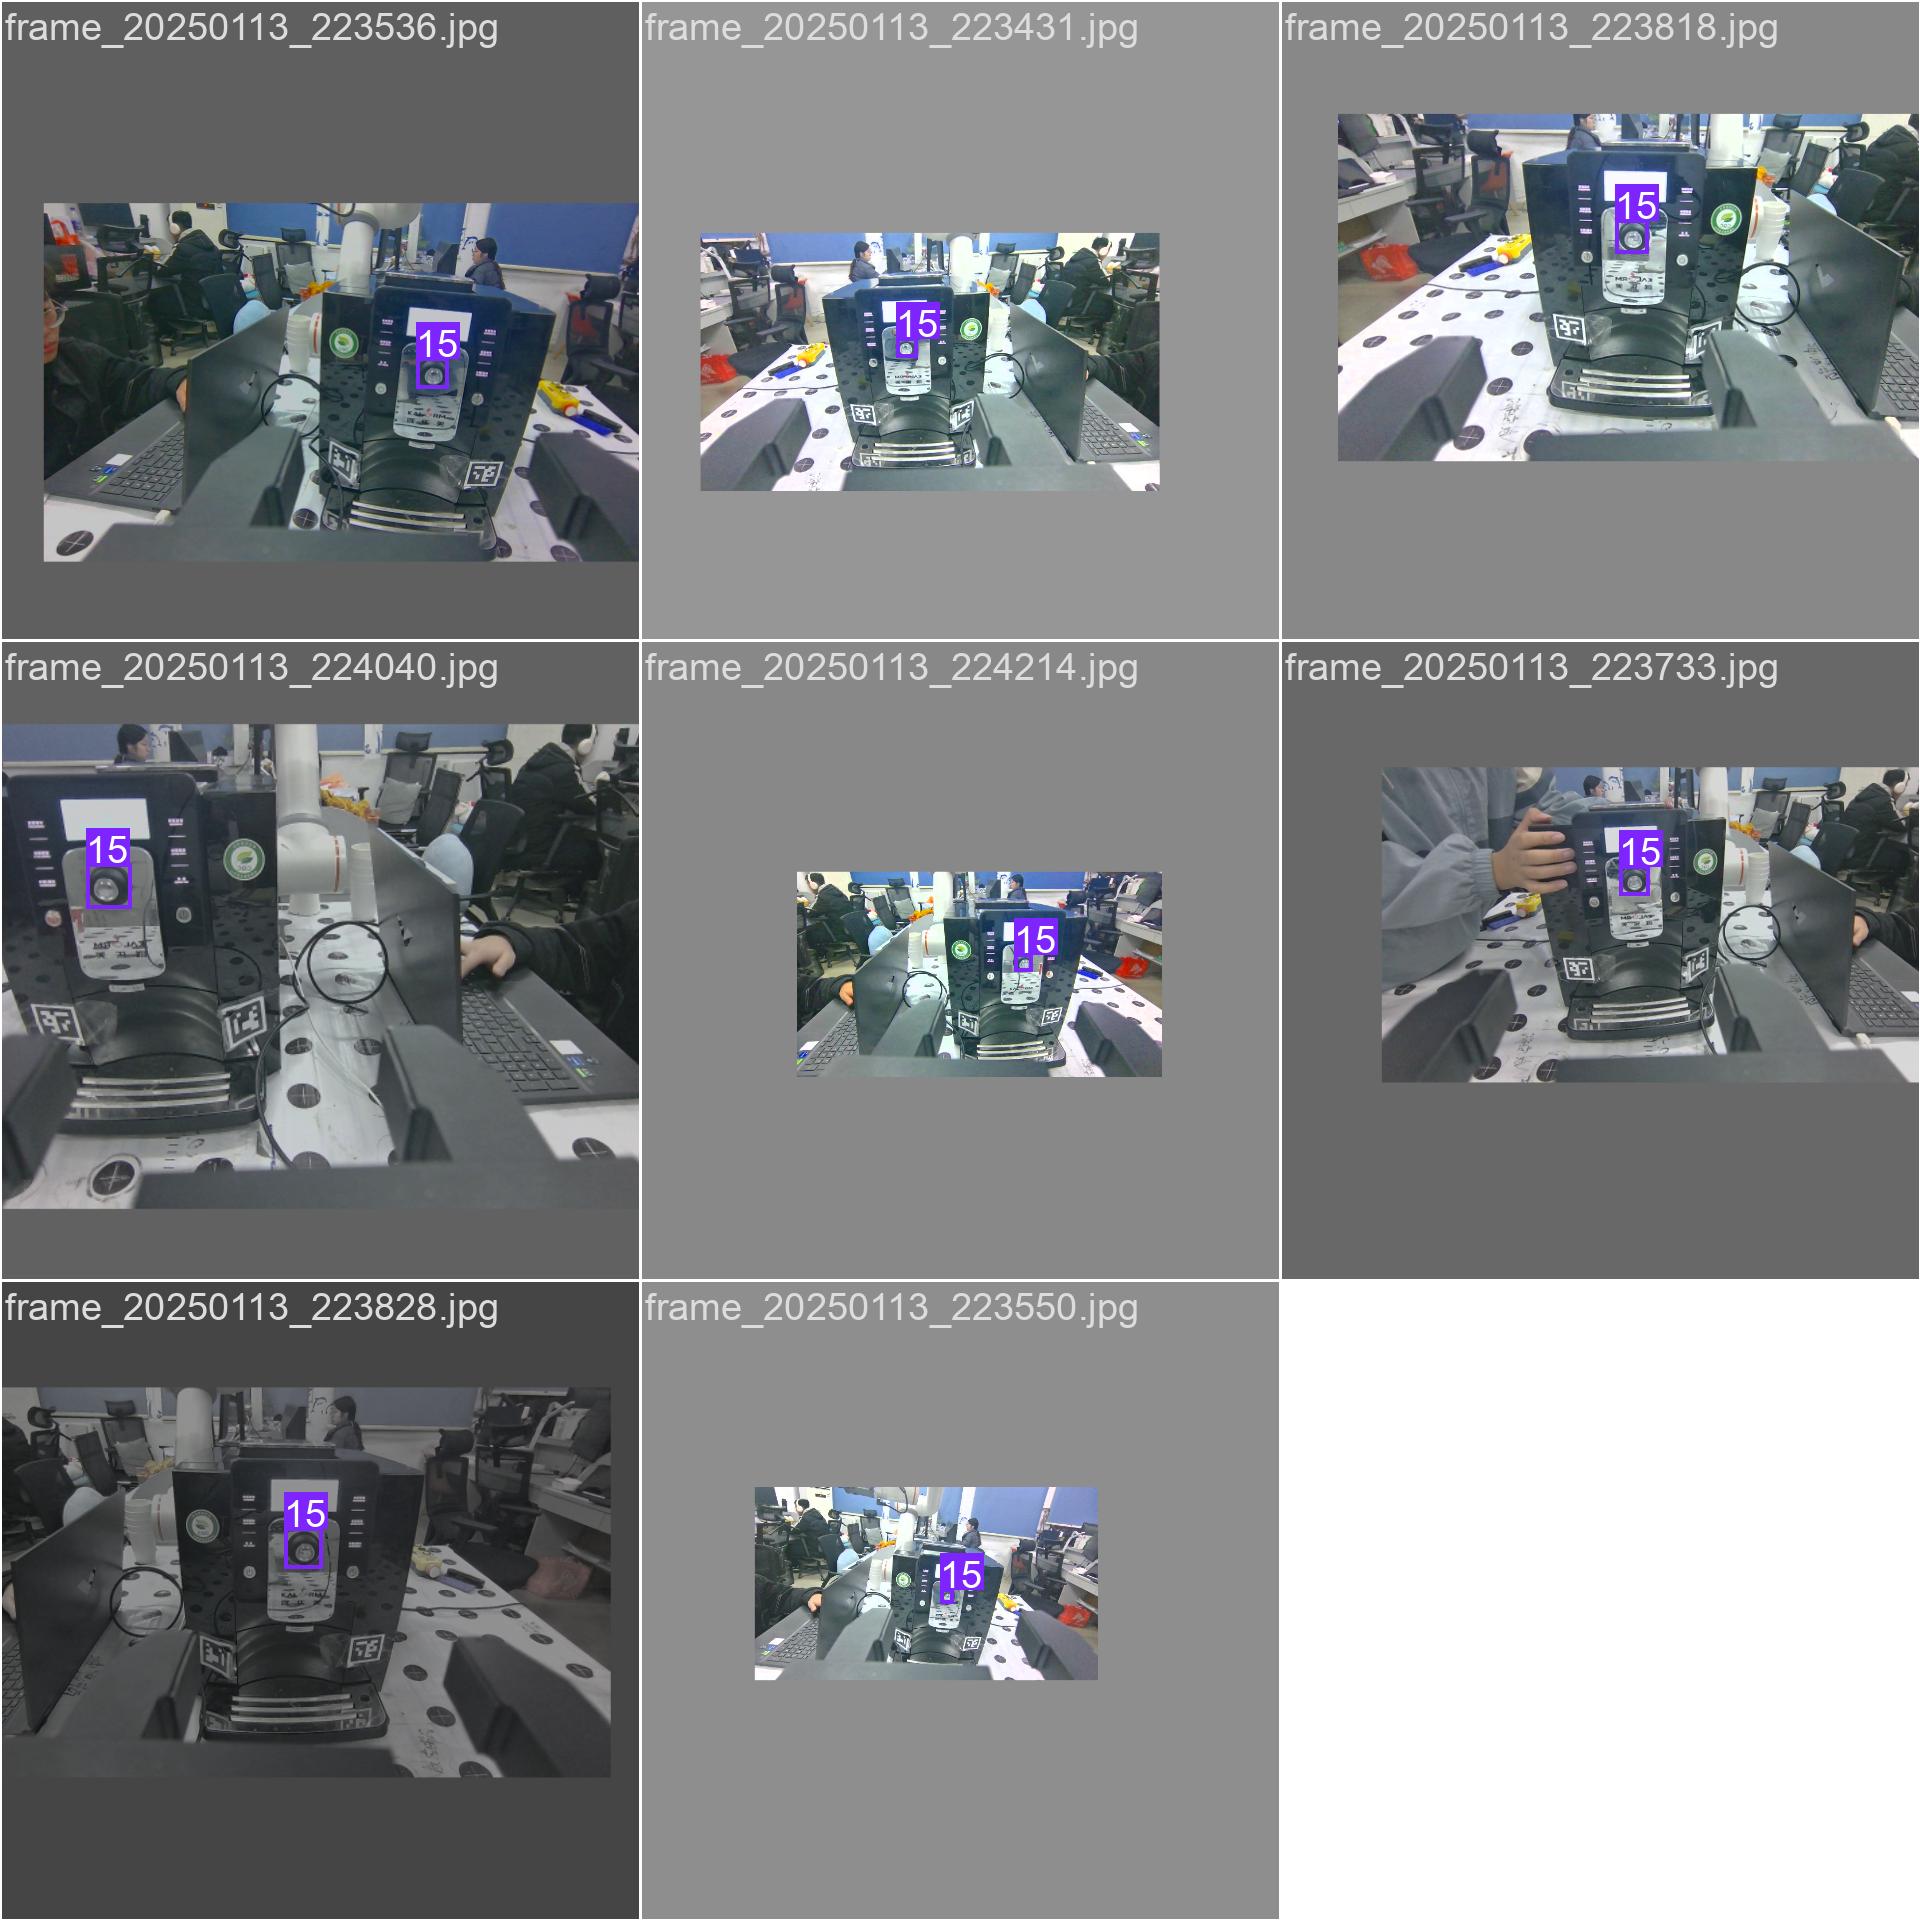 frame_20250113_223536.jpg
frame_20250113_223431.jpg
frame_20250113_223818.jpg
15
15
15
frame_20250113_224040.jpg
frame_20250113_224214.jpg
frame_20250113_223733.jpg
15
15
15
frame_20250113_223828.jpg
frame_20250113_223550.jpg
15
15